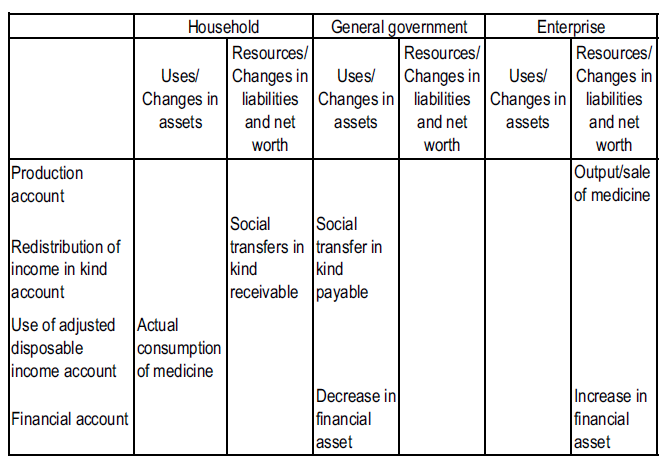 Household General government Enterprise
Uses/
Changes in
assets
Resources/
Changes in
liabilities
and net
worth
Uses/
Changes in
assets
Resources/
Changes in
liabilities
and net
worth
Uses/
Changes in
assets
Resources/
Changes in
liabilities
and net
worth
Production
account
Output/sale
of medicine
Redistribution of
income in kind
account
Social
transfers in
kind
receivable
Social
transfer in
kind
payable
Use of adjusted
disposable
income account
Actual
consumption
of medicine
Financial account
Decrease in
financial
asset
Increase in
financial
asset